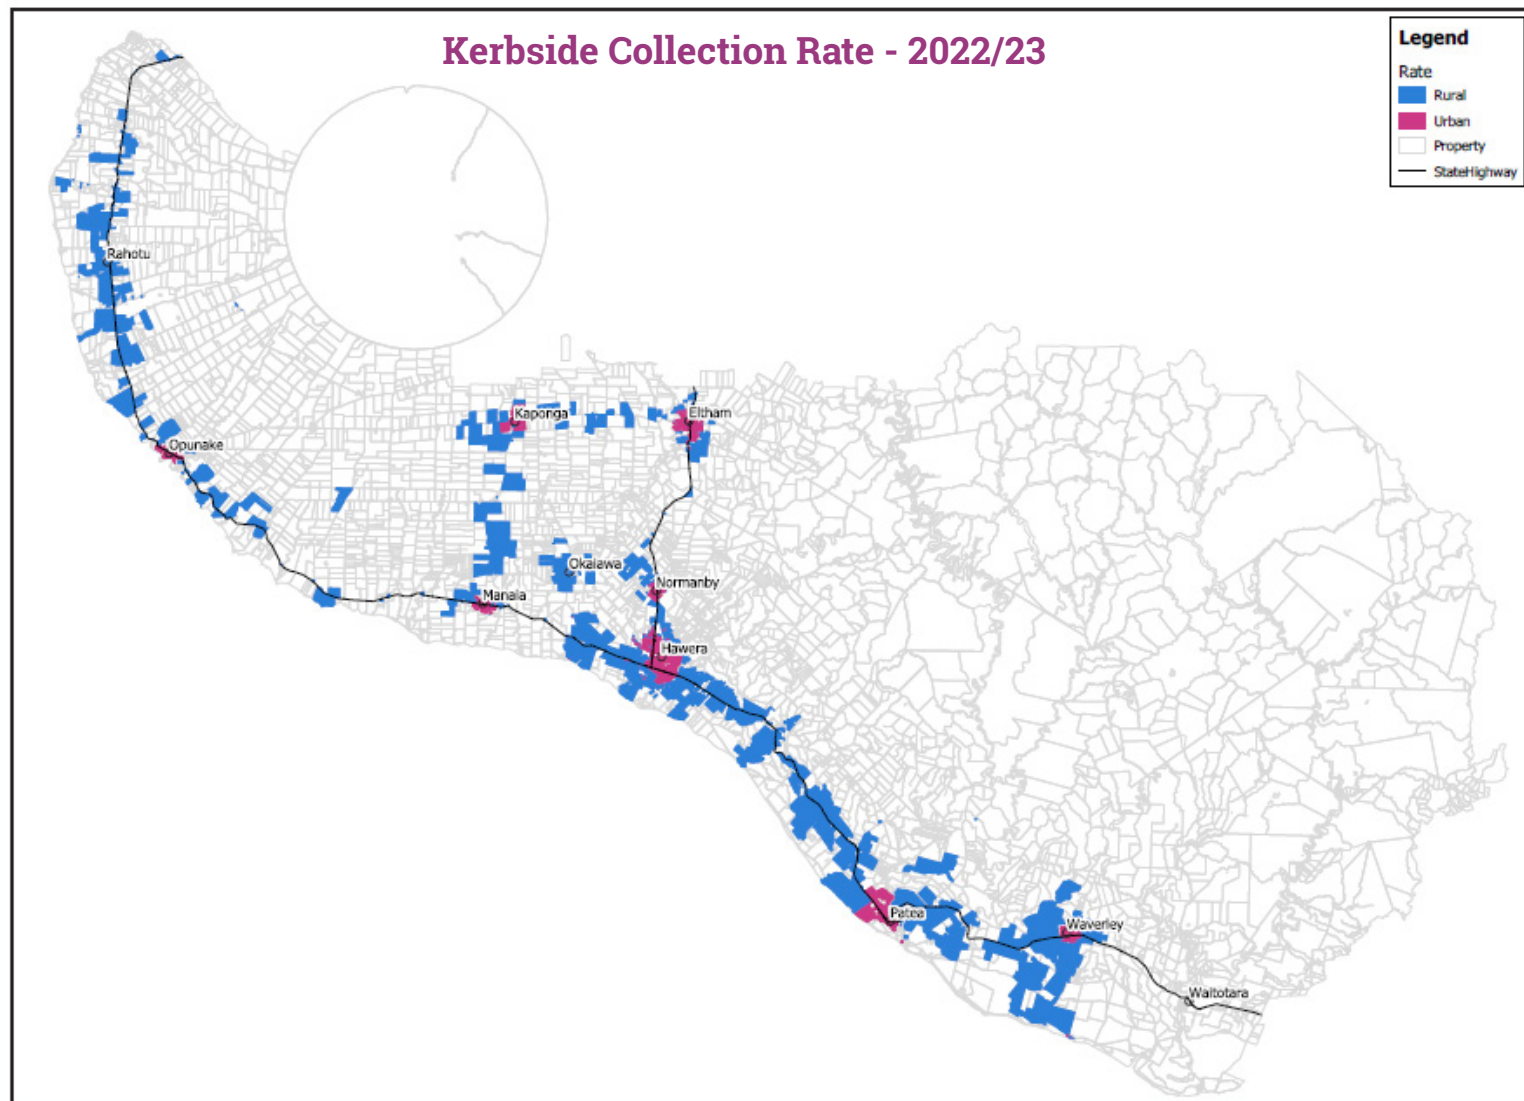 Kerbside Collection Rate - 2022/23
Legend
Rate
Rural
Urban
Property
StateHighway
Rahotu
Opunake
Kaponga
Eltham
Okaiawa
Normanby
Manaia
Hawera
Patea
Waverley
Waitotara